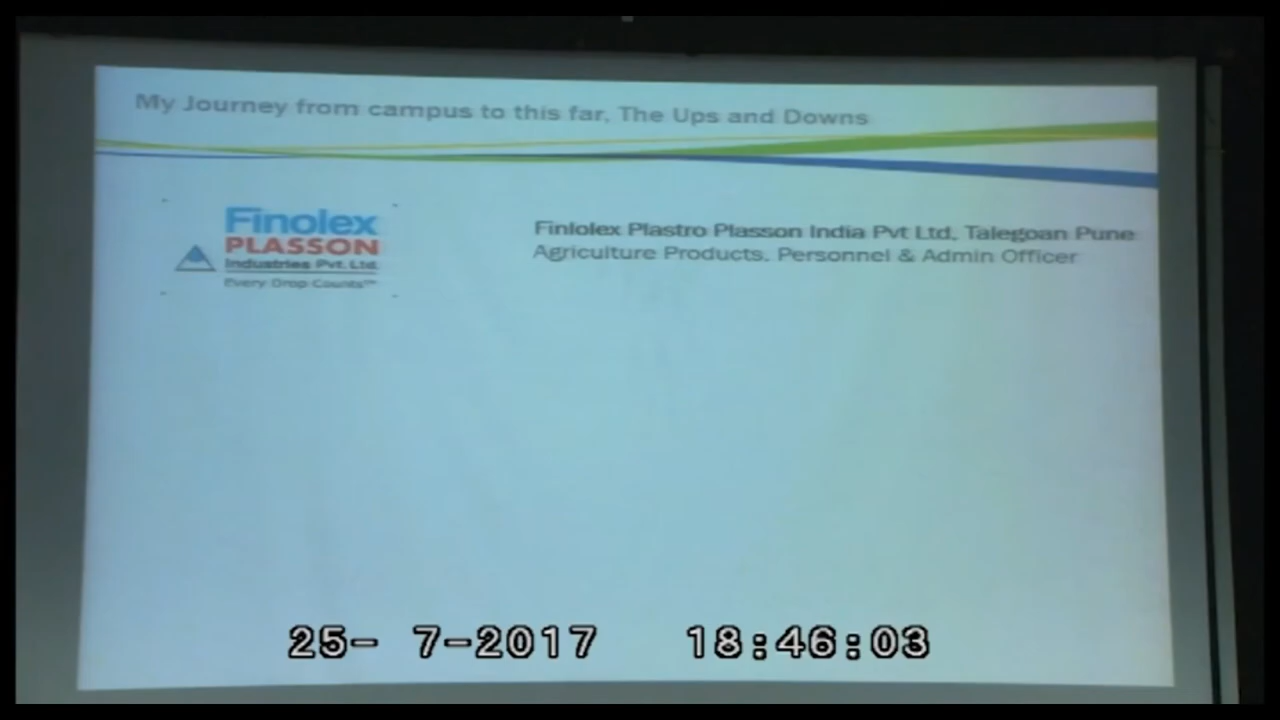 My Journey from campus to this far, The Ups and Downs
Finolex
PLASSON
Industries Pvt. Ltd.
Every Drop Counts™
Finlolex Plastro Plasson India Pvt Ltd, Talegoan Pune
Agriculture Products. Personnel & Admin Officer
25- 7-2017 18:46:03